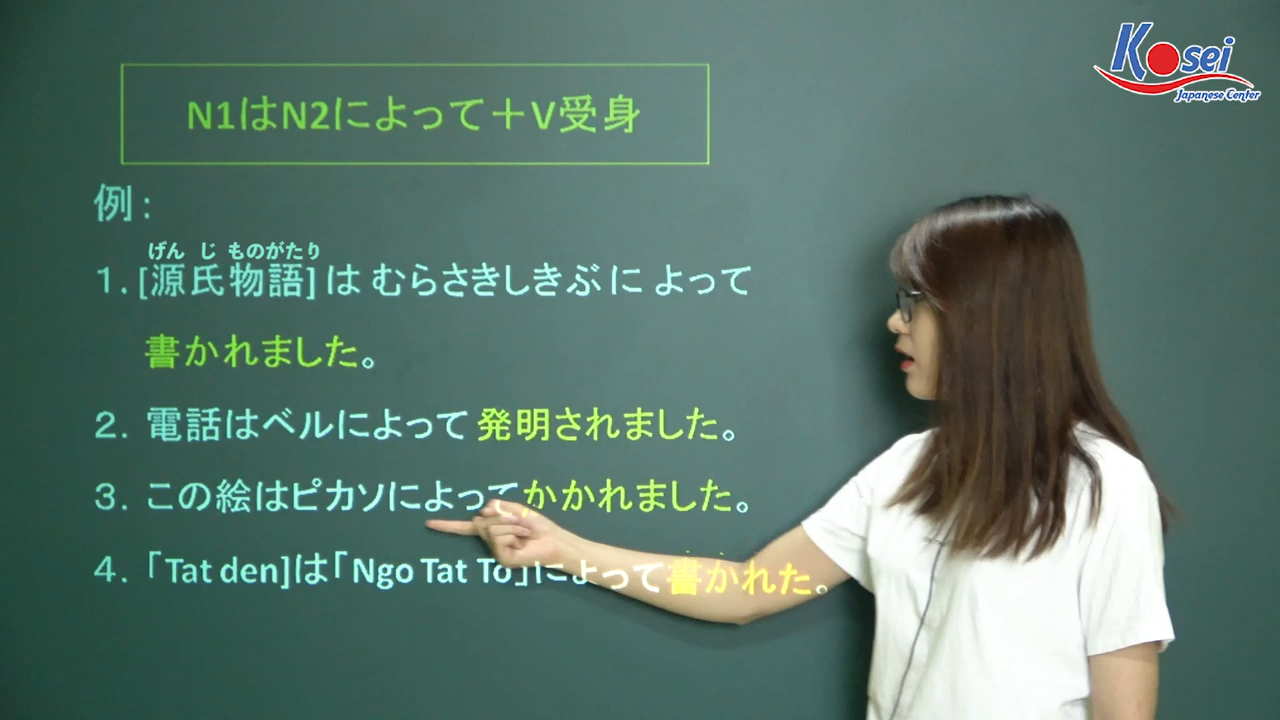 Kosei
Japanese Center
N1はN2によって＋V受身
例：
げん じ ものがたり
1. [源氏物語] は むらさきしきぶ に よって
書かれました。
2. 電話はベルによって 発明されました。
3. この絵はピカソによってかかれました。
4. 「Tat den]は「Ngo Tat To」によって書かれた。